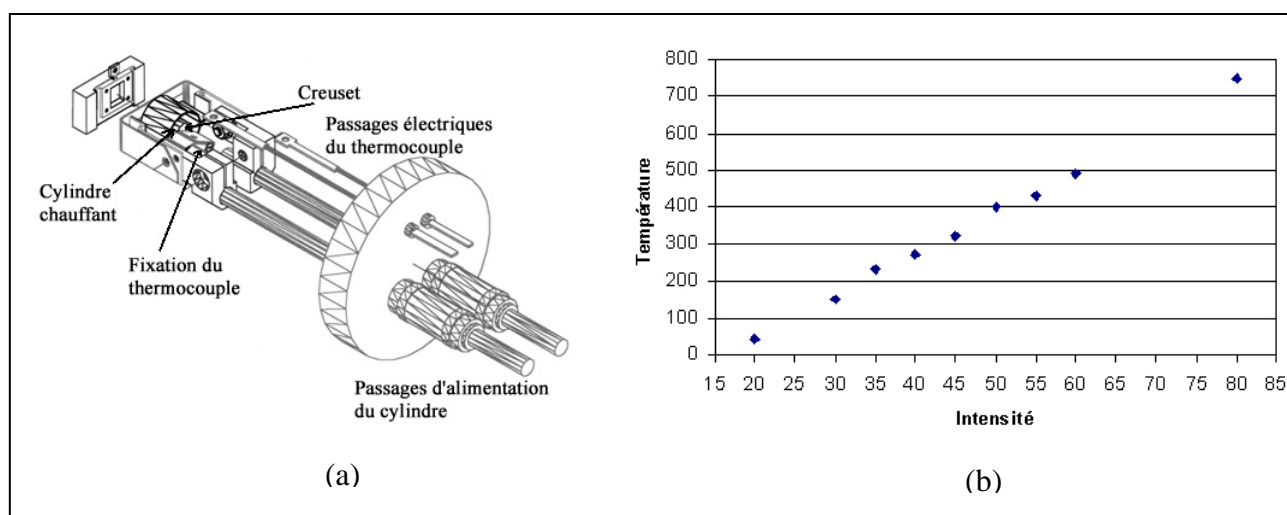 Creuset
Passages électriques
du thermocouple
Cylindre
chauffant
Fixation du
thermocouple
Passages d'alimentation
du cylindre
(a)
800
700
600
500
400
300
200
100
0
Température
15 20 25 30 35 40 45 50 55 60 65 70 75 80 85
Intensité
(b)